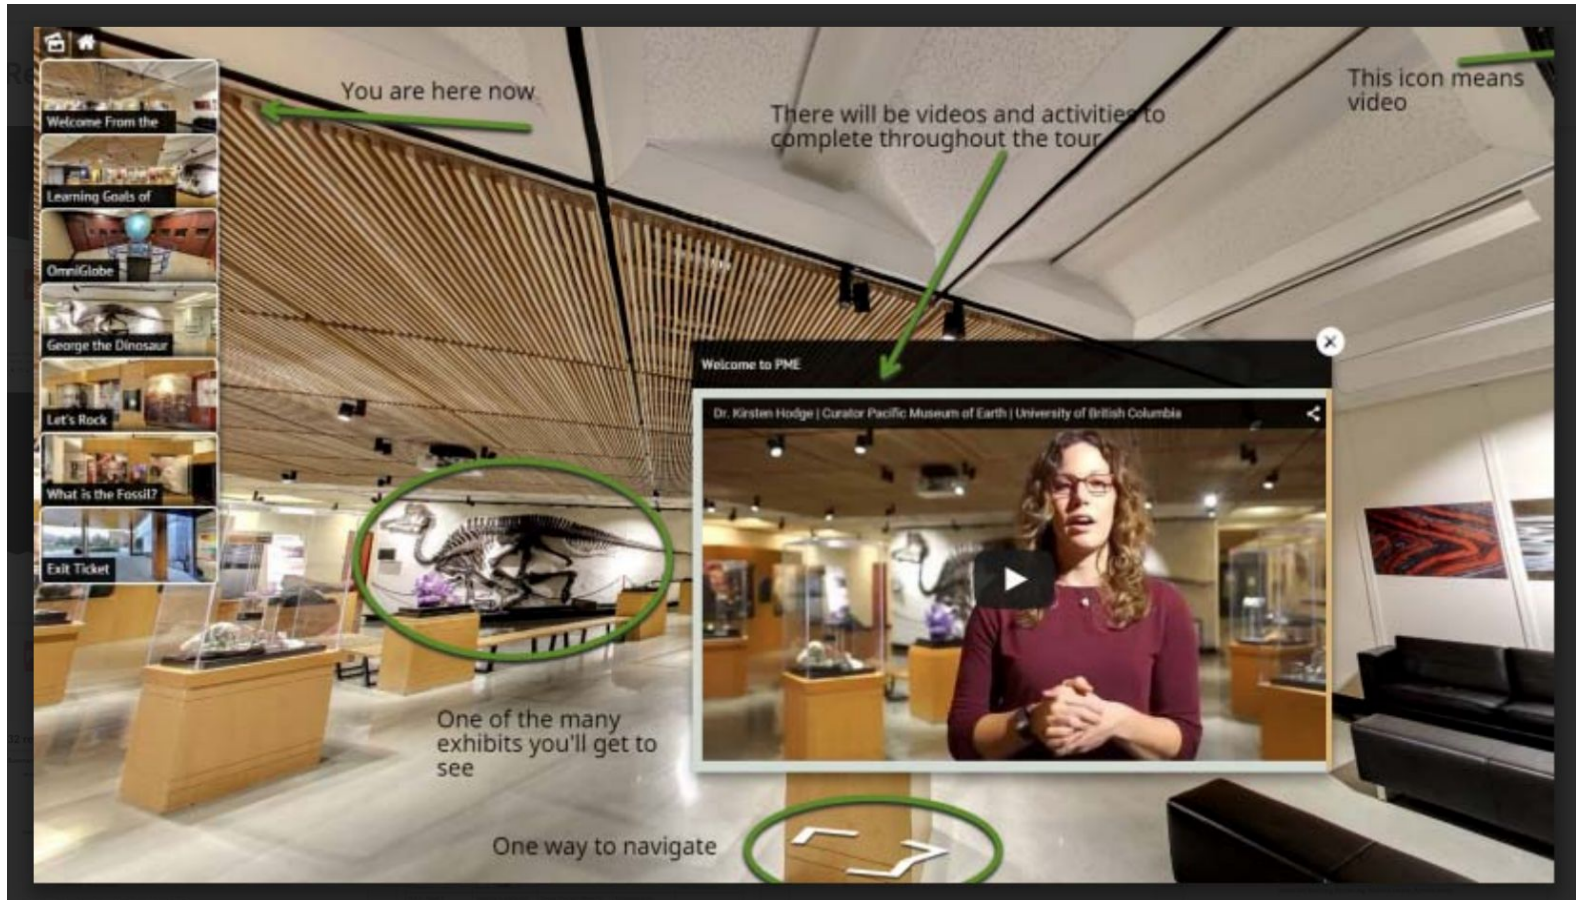 You are here now
This icon means
video
There will be videos and activities to
complete throughout the tour
Welcome From the
Learning Goals of
OmniGlobe
George the Dinosaur
Let's Rock
What is the Fossil?
Exit Ticket
Welcome to PME
Dr. Kirsten Hodge | Curator Pacific Museum of Earth | University of British Columbia
One of the many
exhibits you'll get to
see
One way to navigate